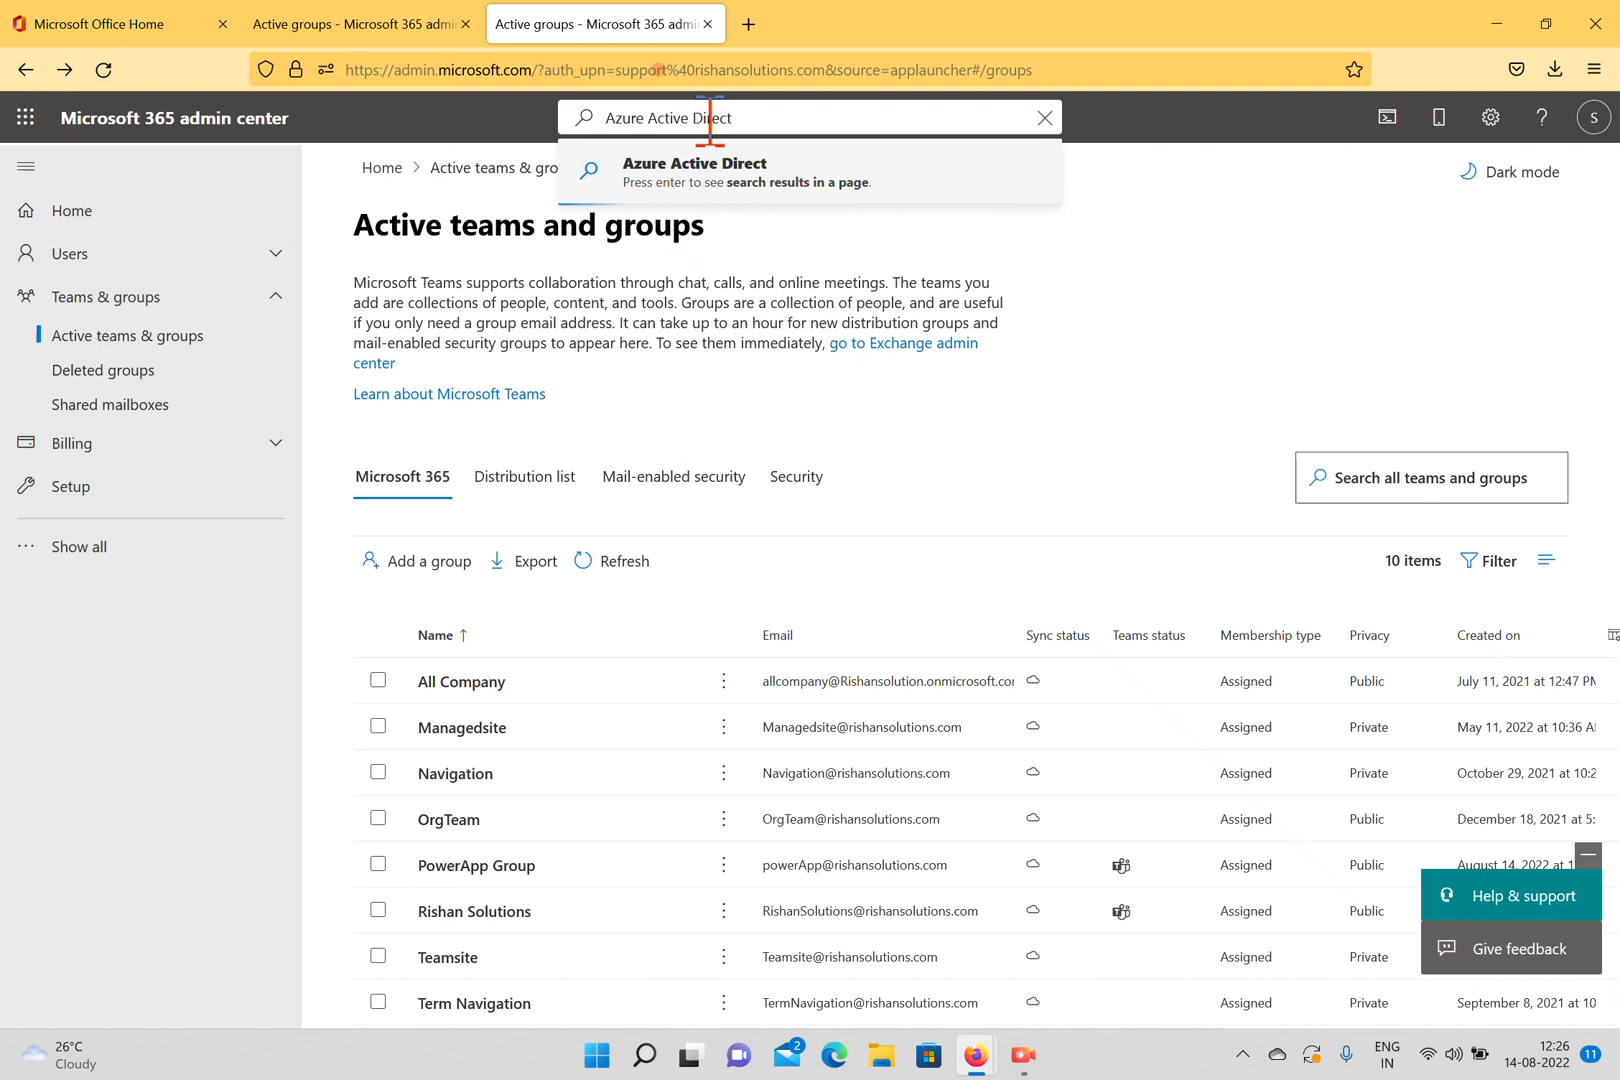 Microsoft Office Home
Active groups - Microsoft 365 admin
Active groups - Microsoft 365 admi
https://admin.microsoft.com/?auth_upn=support%40rishansolutions.com&source=applauncher#/groups
Microsoft 365 admin center
Azure Active Direct
S
Azure Active Direct
Press enter to see search results in a page.
Home > Active teams & gro
Dark mode
Home
Users
Teams & groups
Active teams & groups
Deleted groups
Shared mailboxes
Billing
Setup
Show all
Active teams and groups
Microsoft Teams supports collaboration through chat, calls, and online meetings. The teams you
add are collections of people, content, and tools. Groups are a collection of people, and are useful
if you only need a group email address. It can take up to an hour for new distribution groups and
mail-enabled security groups to appear here. To see them immediately, go to Exchange admin
center
Learn about Microsoft Teams
Microsoft 365 Distribution list Mail-enabled security Security
Search all teams and groups
Add a group Export Refresh
10 items Filter
Name ↑ Email Sync status Teams status Membership type Privacy Created on
All Company allcompany@Rishansolution.onmicrosoft.co Assigned Public July 11, 2021 at 12:47 PM
Managedsite Managedsite@rishansolutions.com Assigned Private May 11, 2022 at 10:36 A
Navigation Navigation@rishansolutions.com Assigned Private October 29, 2021 at 10:2
OrgTeam OrgTeam@rishansolutions.com Assigned Public December 18, 2021 at 5:
PowerApp Group powerApp@rishansolutions.com Assigned Public August 14, 2022 at 1
Rishan Solutions RishanSolutions@rishansolutions.com Assigned Public
Teamsite Teamsite@rishansolutions.com Assigned Private
Term Navigation TermNavigation@rishansolutions.com Assigned Private September 8, 2021 at 10
Help & support
Give feedback
26°C
Cloudy
2
ENG
IN
12:26
14-08-2022
11